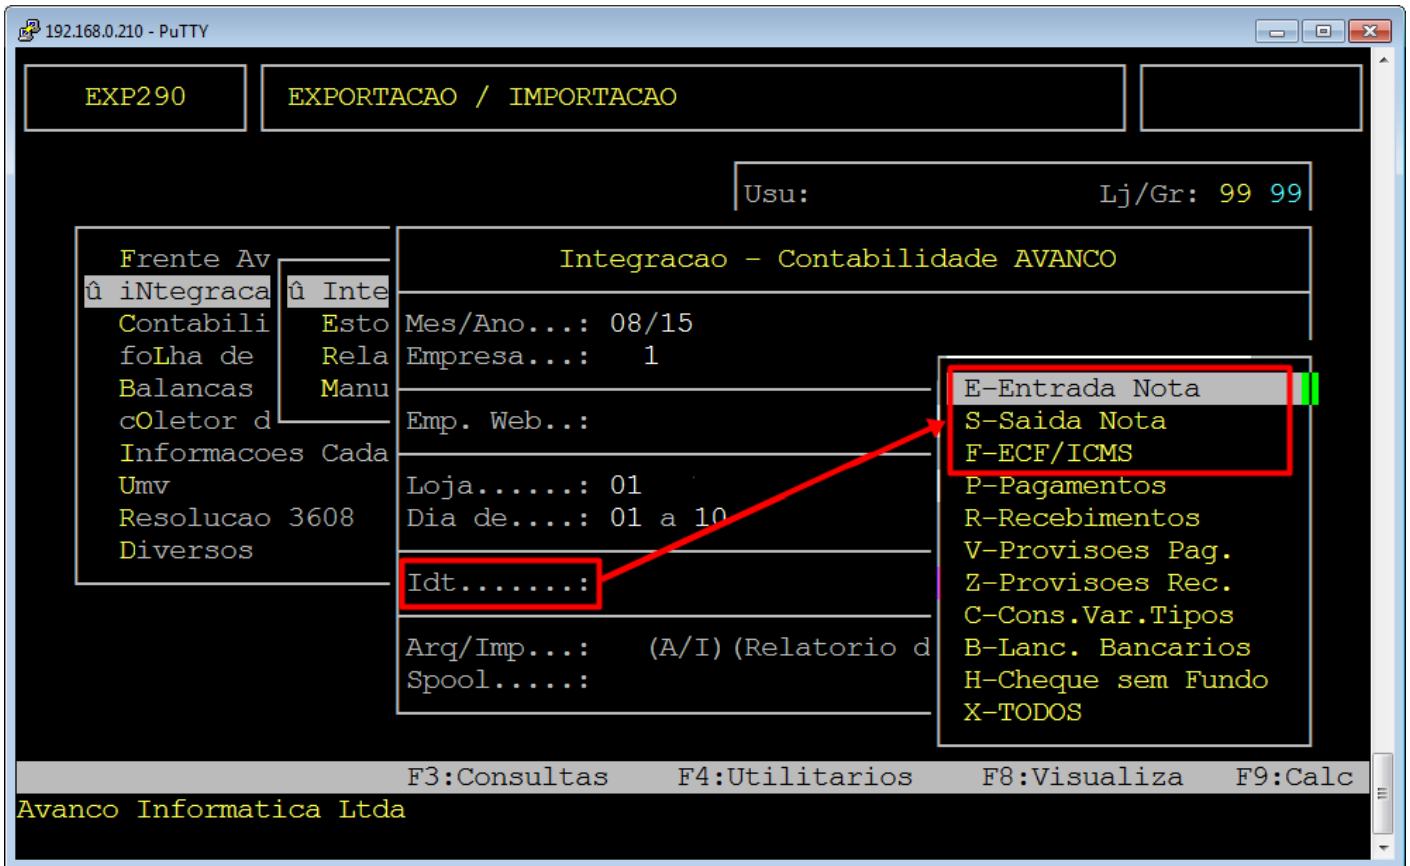 192.168.0.210 - PuTTY
EXP290
EXPORTACAO / IMPORTACAO
Usu: Lj/Gr: 99 99
Frente Av
û iNtegraca
Contabili
foLha de
Balancas
cOletor d
Informacoes Cada
Umv
Resolucao 3608
Diversos
û Inte
Esto
Rela
Manu
Integracao - Contabilidade AVANCO
Mes/Ano...: 08/15
Empresa...: 1
Emp. Web..:
Loja......: 01
Dia de....: 01 a 10
Idt.......:
Arq/Imp...: (A/I)(Relatorio d
Spool.....:
E-Entrada Nota
S-Saida Nota
F-ECF/ICMS
P-Pagamentos
R-Recebimentos
V-Provisoes Pag.
Z-Provisoes Rec.
C-Cons.Var.Tipos
B-Lanc. Bancarios
H-Cheque sem Fundo
X-TODOS
F3:Consultas F4:Utilitarios F8:Visualiza F9:Calc
Avanco Informatica Ltda